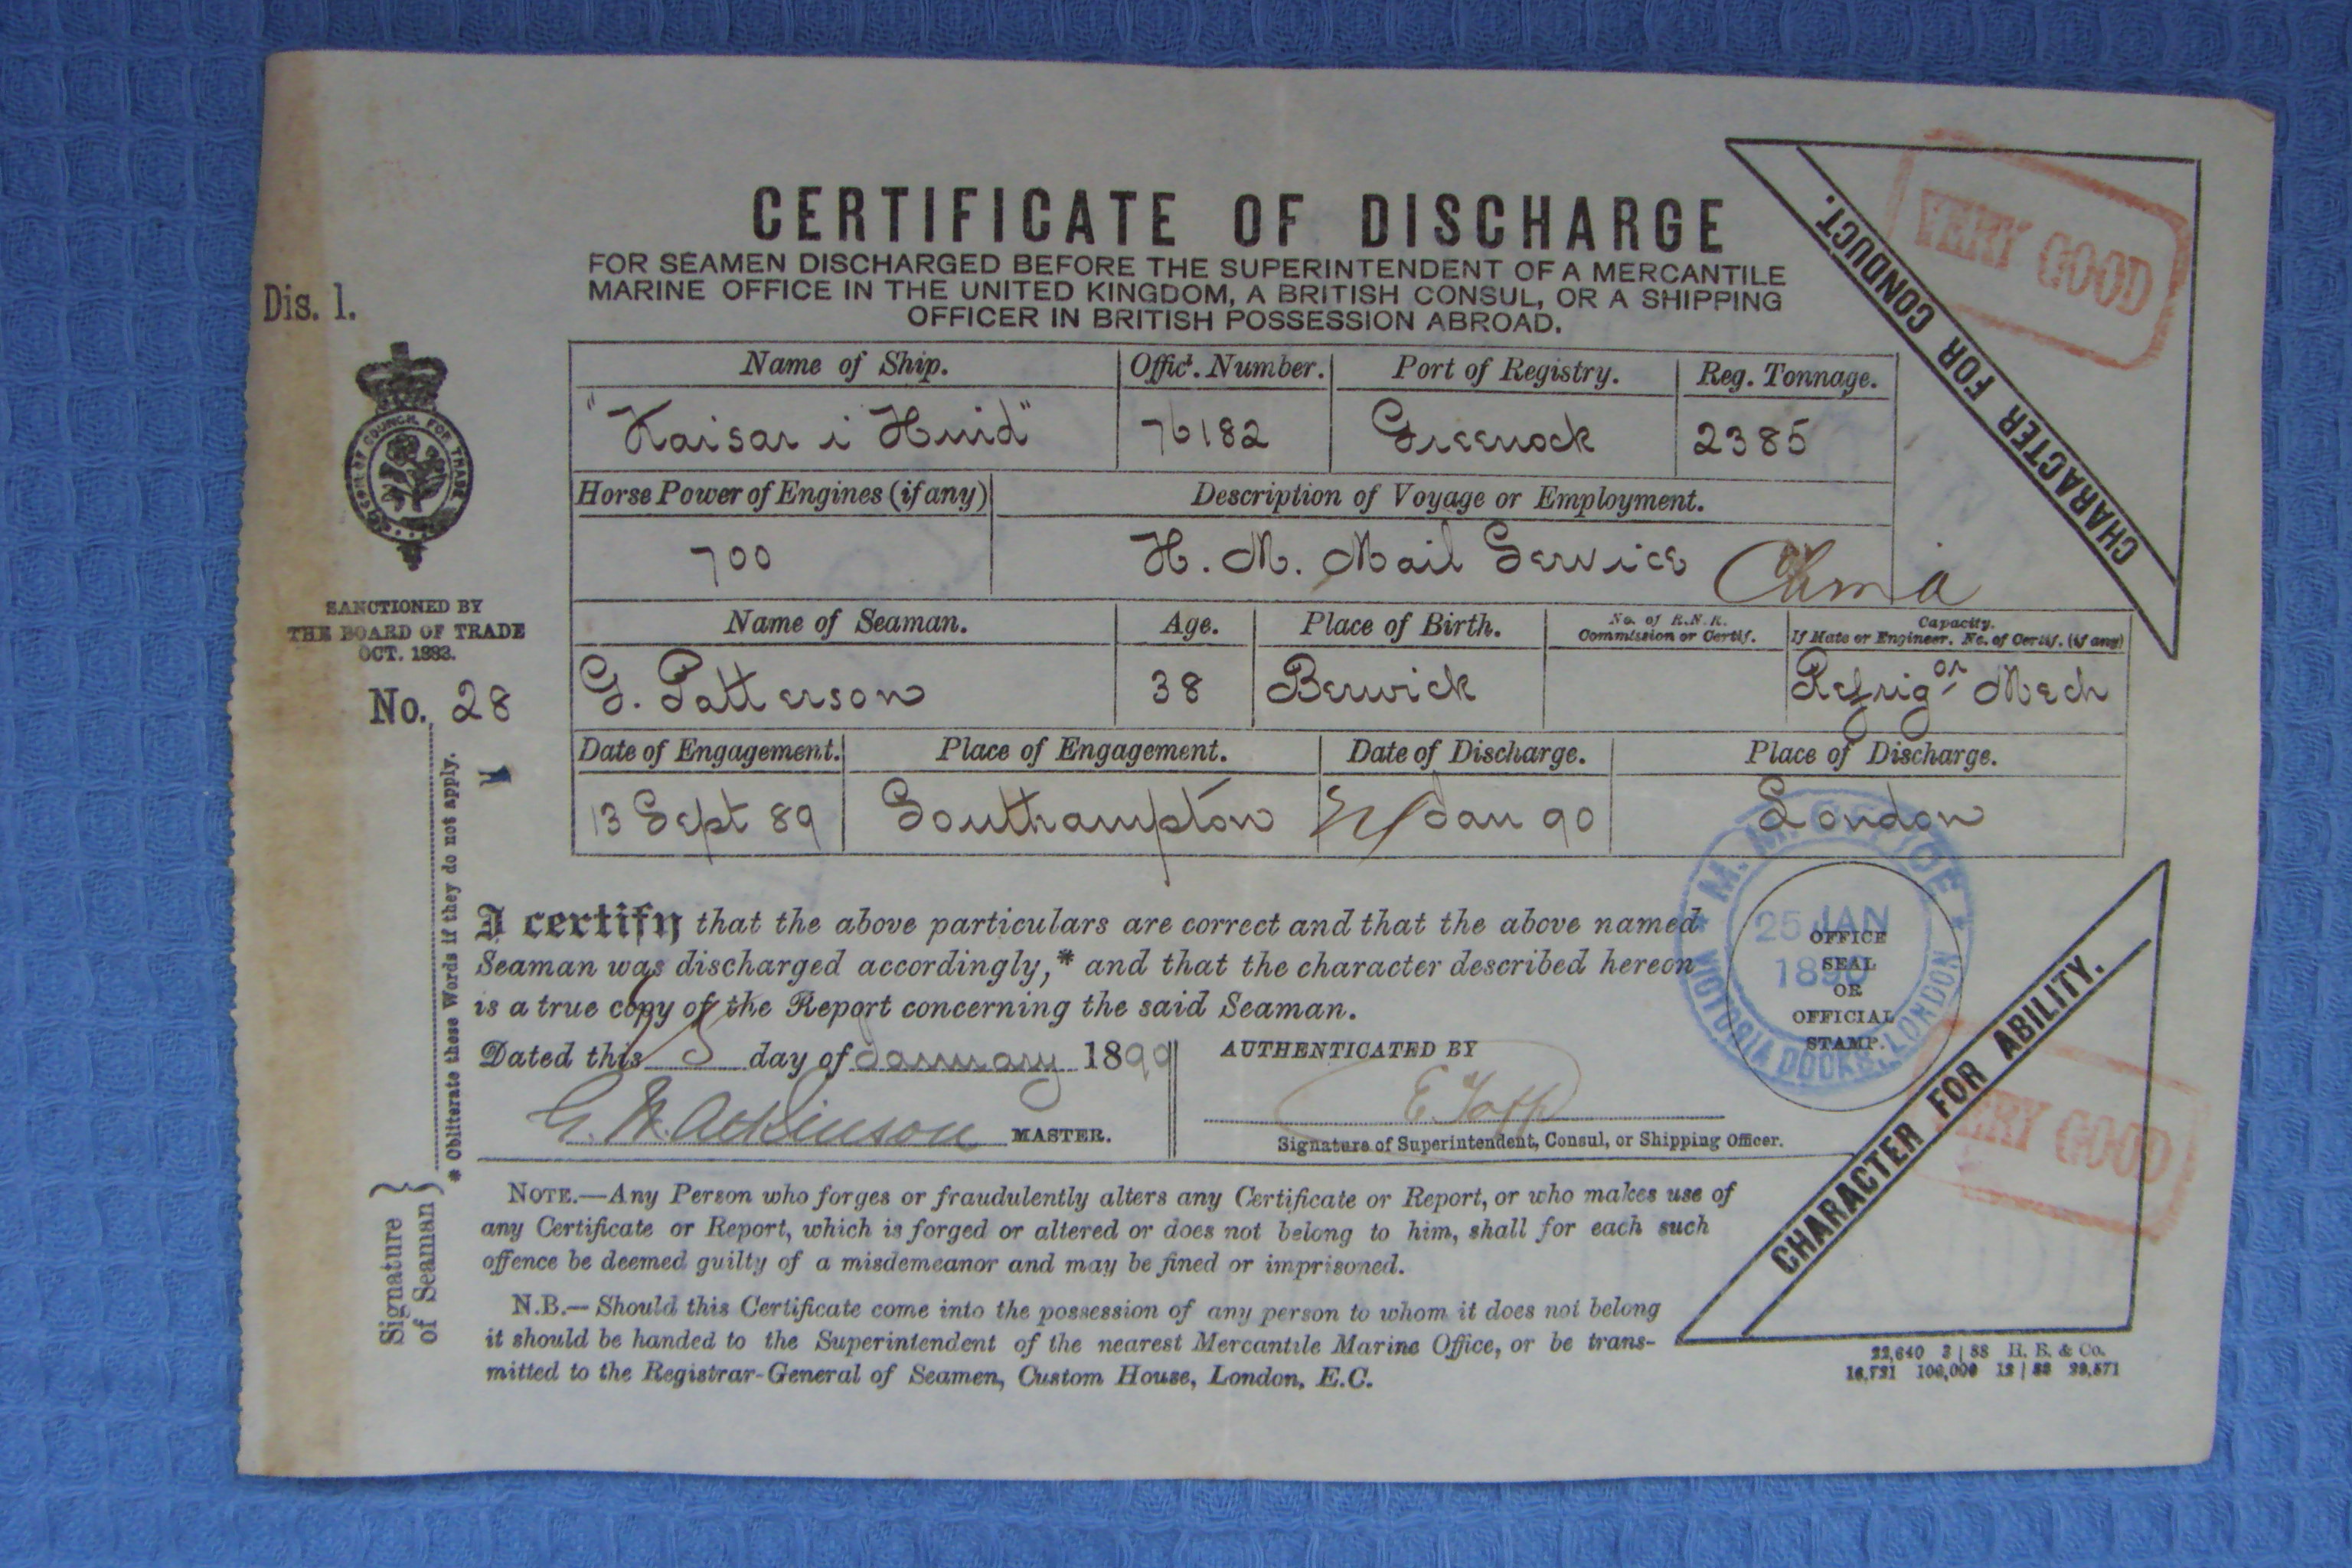 CERTIFICATE OF DISCHARGE
FOR SEAMEN DISCHARGED BEFORE THE SUPERINTENDENT OF A MERCANTILE
MARINE OFFICE IN THE UNITED KINGDOM, A BRITISH CONSUL, OR A SHIPPING
OFFICER IN BRITISH POSSESSION ABROAD.
Dis. 1.
SANCTIONED BY
THE BOARD OF TRADE
OCT. 1883.
No. 28
CHARACTER FOR CONDUCT.
VERY GOOD
Name of Ship. Offic'. Number. Port of Registry. Reg. Tonnage.
"Kaisar i Hind" 76182 Greenock 2385
Horse Power of Engines (if any) Description of Voyage or Employment.
700 H. M. Mail Service China
Name of Seaman. Age. Place of Birth. No. of R.N.R. Commission or Certif. Capacity. If Mate or Engineer. No. of Certif. (if any)
G. Patterson 38 Berwick Refrigor Mech
Date of Engagement. Place of Engagement. Date of Discharge. Place of Discharge.
13 Sept 89 Southampton Jan 90 London
I certify that the above particulars are correct and that the above named
Seaman was discharged accordingly,* and that the character described hereon
is a true copy of the Report concerning the said Seaman.
Dated this day of January 1890
MASTER.
AUTHENTICATED BY
Signature of Superintendent, Consul, or Shipping Officer.
M. M. OFFICE
25 JAN
1890
VICTORIA DOCKS, LONDON
OFFICE
SEAL
OR
OFFICIAL
STAMP.
CHARACTER FOR ABILITY.
VERY GOOD
* Obliterate these Words if they do not apply.
Signature
of Seaman
NOTE.—Any Person who forges or fraudulently alters any Certificate or Report, or who makes use of
any Certificate or Report, which is forged or altered or does not belong to him, shall for each such
offence be deemed guilty of a misdemeanor and may be fined or imprisoned.
N.B.—Should this Certificate come into the possession of any person to whom it does not belong
it should be handed to the Superintendent of the nearest Mercantile Marine Office, or be trans-
mitted to the Registrar-General of Seamen, Custom House, London, E.C.
22,640 3 | 88 H. B. & Co.
100,000